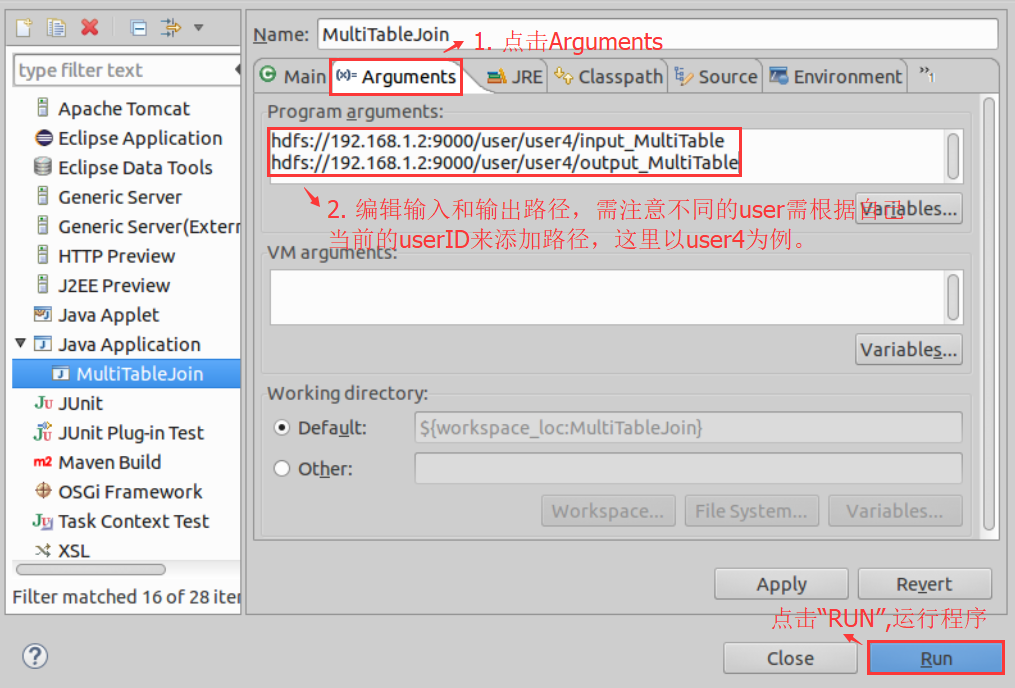 Name: MultiTableJoin
1. 点击Arguments
type filter text
Main (x)= Arguments JRE Classpath Source Environment »1
Apache Tomcat
Eclipse Application
Eclipse Data Tools
Generic Server
Generic Server(Extern
HTTP Preview
J2EE Preview
Java Applet
Java Application
MultiTableJoin
JUnit
JUnit Plug-in Test
Maven Build
OSGi Framework
Task Context Test
XSL
Filter matched 16 of 28 iter
Program arguments:
hdfs://192.168.1.2:9000/user/user4/input_MultiTable
hdfs://192.168.1.2:9000/user/user4/output_MultiTable
2. 编辑输入和输出路径，需注意不同的user需根据自己
当前的userID来添加路径，这里以user4为例。
Variables...
VM arguments:
Variables...
Working directory:
Default: ${workspace_loc:MultiTableJoin}
Other:
Workspace... File System... Variables...
Apply Revert
点击“RUN”,运行程序
Close Run